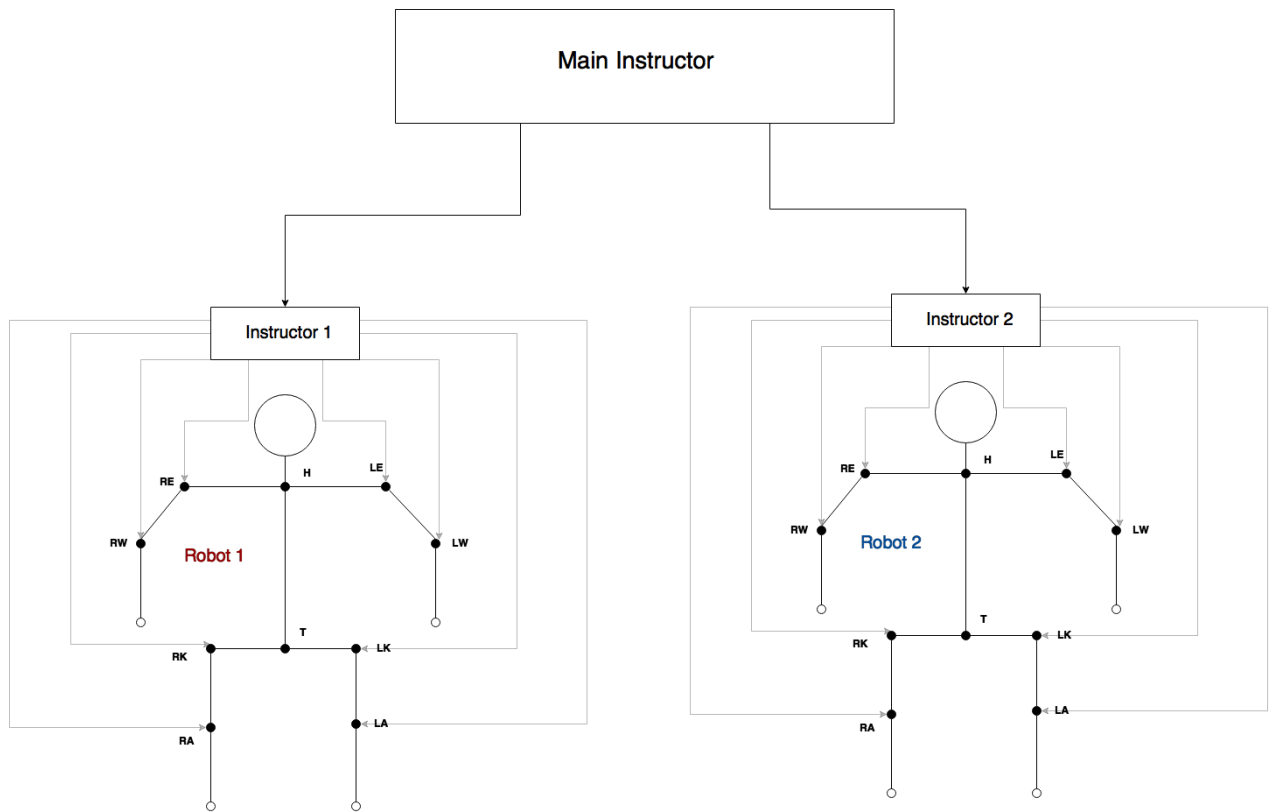 Main Instructor
Instructor 1
Instructor 2
RE
H
LE
RW
LW
Robot 1
T
RK
LK
RA
LA
RE
H
LE
RW
LW
Robot 2
T
RK
LK
RA
LA